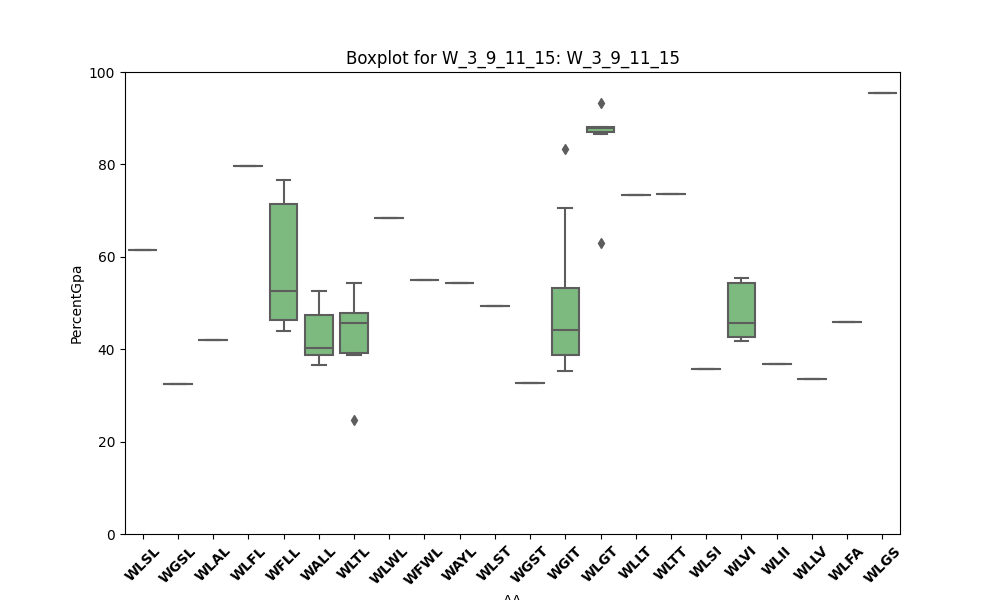 Boxplot for W_3_9_11_15: W_3_9_11_15
100
80
60
40
20
0
PercentGpa
WLSL WGSL WLAL WLFL WFLL WALL WLTL WLWL WFWL WAYL WLST WGST WGIT WLGT WLLT WLTT WLSI WLVI WLII WLLV WLFA WLGS
AA